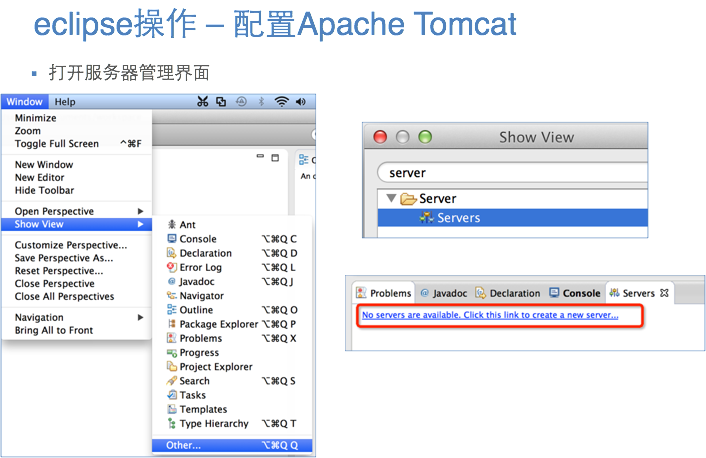 eclipse操作 – 配置Apache Tomcat
▪ 打开服务器管理界面
Window Help
Minimize
Zoom
Toggle Full Screen ^⌘F
New Window
New Editor
Hide Toolbar
Open Perspective
Show View
Customize Perspective...
Save Perspective As...
Reset Perspective...
Close Perspective
Close All Perspectives
Navigation
Bring All to Front
An o
Ant
Console ⌥⌘Q C
Declaration ⌥⌘Q D
Error Log ⌥⌘Q L
@ Javadoc ⌥⌘Q J
Navigator
Outline ⌥⌘Q O
Package Explorer ⌥⌘Q P
Problems ⌥⌘Q X
Progress
Project Explorer
Search ⌥⌘Q S
Tasks
Templates
Type Hierarchy ⌥⌘Q T
Other... ⌥⌘Q Q
Show View
server
Server
Servers
Problems @ Javadoc Declaration Console Servers
No servers are available. Click this link to create a new server...